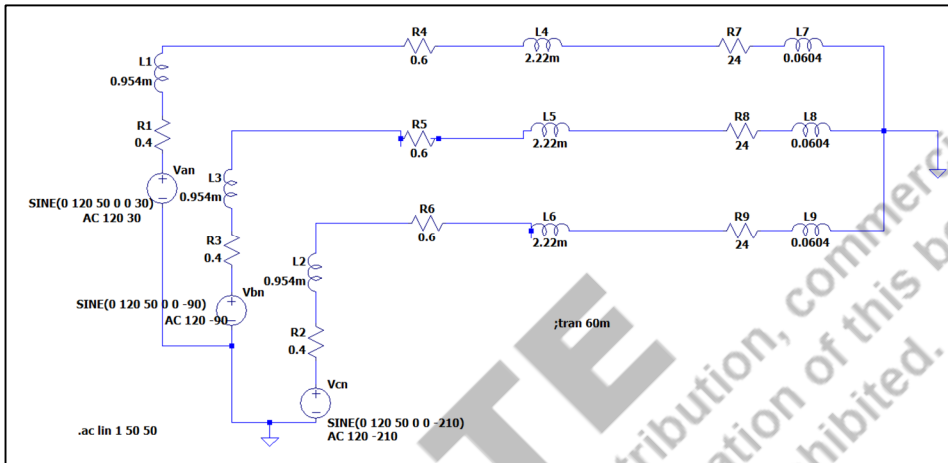 R4
0.6
L4
2.22m
R7
24
L7
0.0604
L1
0.954m
R1
0.4
Van
SINE(0 120 50 0 0 30)
AC 120 30
R5
0.6
L5
2.22m
R8
24
L8
0.0604
L3
0.954m
R3
0.4
Vbn
SINE(0 120 50 0 0 -90)
AC 120 -90
R6
0.6
L6
2.22m
R9
24
L9
0.0604
L2
0.954m
R2
0.4
Vcn
SINE(0 120 50 0 0 -210)
AC 120 -210
;tran 60m
.ac lin 1 50 50